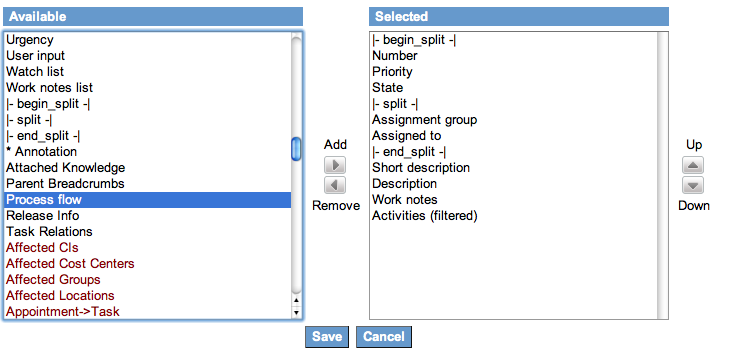 Available
Urgency
User input
Watch list
Work notes list
|- begin_split -|
|- split -|
|- end_split -|
* Annotation
Attached Knowledge
Parent Breadcrumbs
Process flow
Release Info
Task Relations
Affected CIs
Affected Cost Centers
Affected Groups
Affected Locations
Appointment->Task
Add
Remove
Selected
|- begin_split -|
Number
Priority
State
|- split -|
Assignment group
Assigned to
|- end_split -|
Short description
Description
Work notes
Activities (filtered)
Up
Down
Save
Cancel